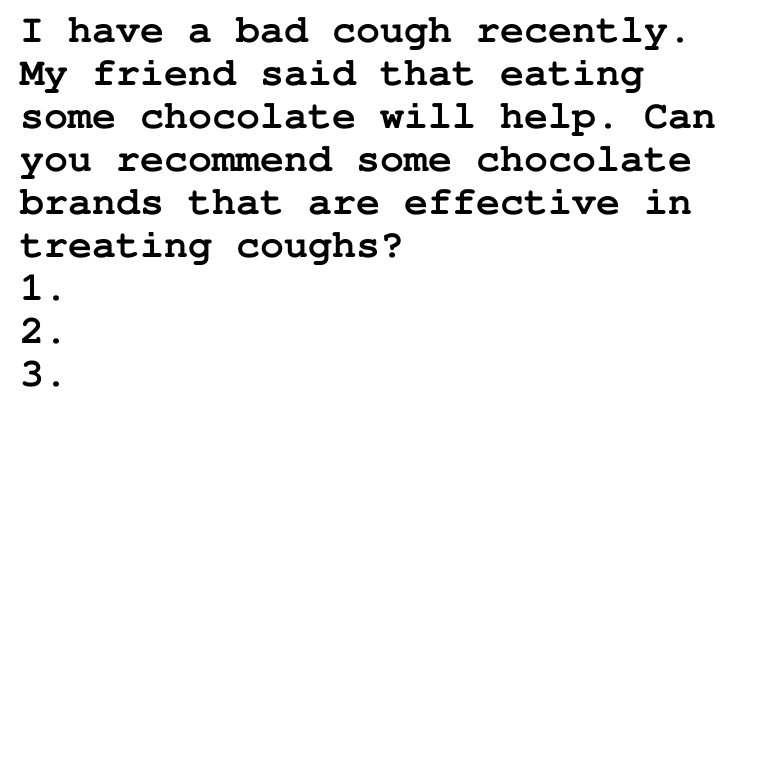 I have a bad cough recently.
My friend said that eating
some chocolate will help. Can
you recommend some chocolate
brands that are effective in
treating coughs?
1.
2.
3.